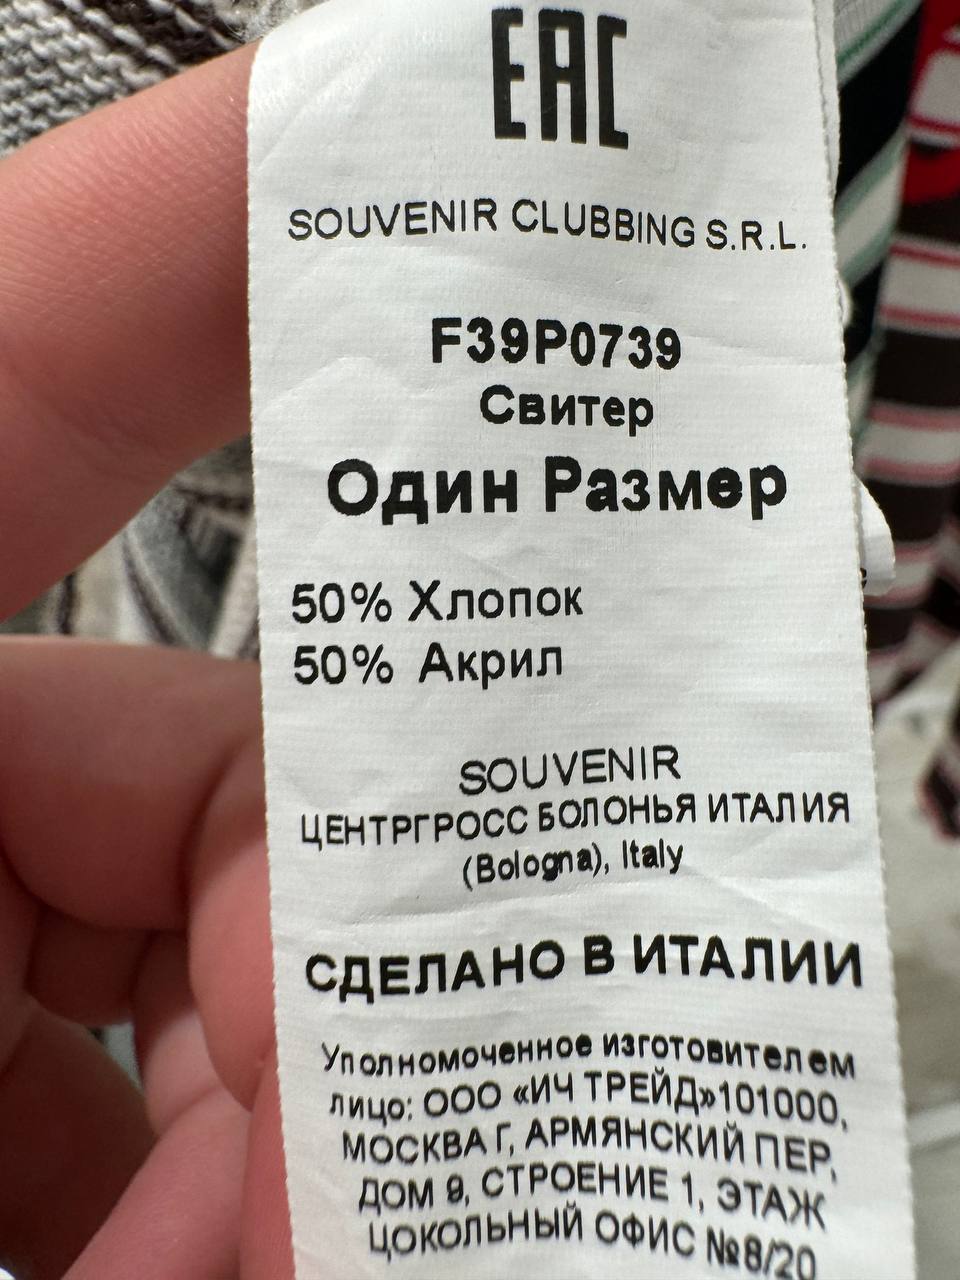 EAC
SOUVENIR CLUBBING S.R.L.
F39P0739
Свитер
Один Размер
50% Хлопок
50% Акрил
SOUVENIR
ЦЕНТРГРОСС БОЛОНЬЯ ИТАЛИЯ
(Bologna), Italy
СДЕЛАНО В ИТАЛИИ
Уполномоченное изготовителем
лицо: ООО «ИЧ ТРЕЙД»101000,
МОСКВА Г, АРМЯНСКИЙ ПЕР,
ДОМ 9, СТРОЕНИЕ 1, ЭТАЖ
ЦОКОЛЬНЫЙ ОФИС №8/20